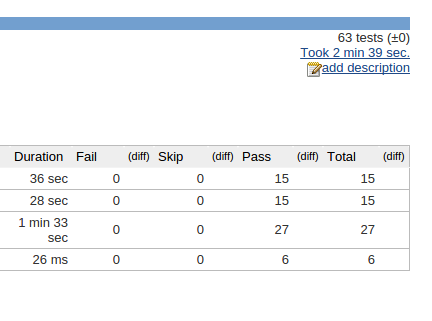 63 tests (±0)
Took 2 min 39 sec.
add description
Duration Fail (diff) Skip (diff) Pass (diff) Total (diff)
36 sec 0 0 15 15
28 sec 0 0 15 15
1 min 33
sec 0 0 27 27
26 ms 0 0 6 6